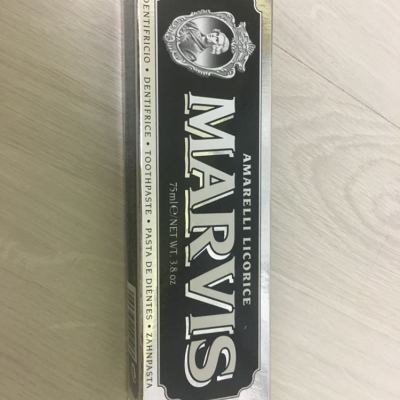 AMARELLI LICORICE
MARVIS
75ml e/NET WT. 3.8 oz
DENTIFRICIO • DENTIFRICE • TOOTHPASTE • PASTA DE DIENTES • ZAHNPASTA